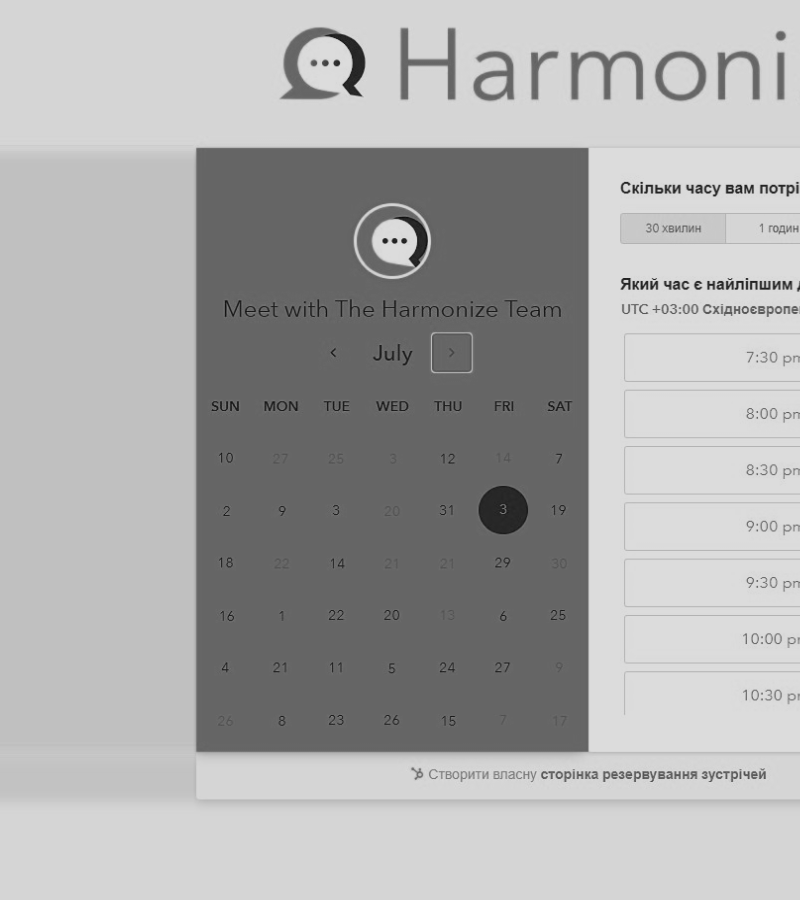 Harmoni
Meet with The Harmonize Team
July
SUN MON TUE WED THU FRI SAT
10 27 25 3 12 14 7
2 9 3 20 31 3 19
18 22 14 21 21 29 30
16 1 22 20 13 6 25
4 21 11 5 24 27 9
26 8 23 26 15 7 17
Скільки часу вам потрі
30 хвилин 1 годин
Який час є найліпшим д
UTC +03:00 Східноєвропе
7:30 pm
8:00 pm
8:30 pm
9:00 pm
9:30 pm
10:00 pm
10:30 pm
Створити власну сторінка резервування зустрічей